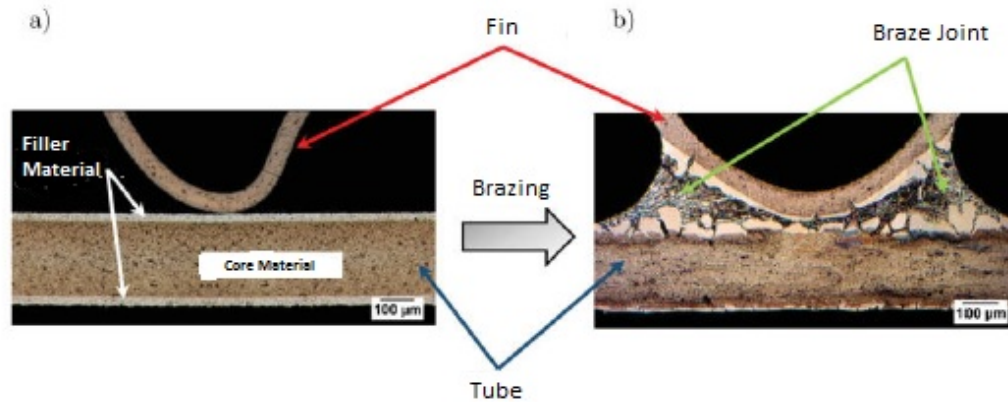 a)
b)
Fin
Braze Joint
Filler
Material
Brazing
Core Material
100 µm
100 µm
Tube